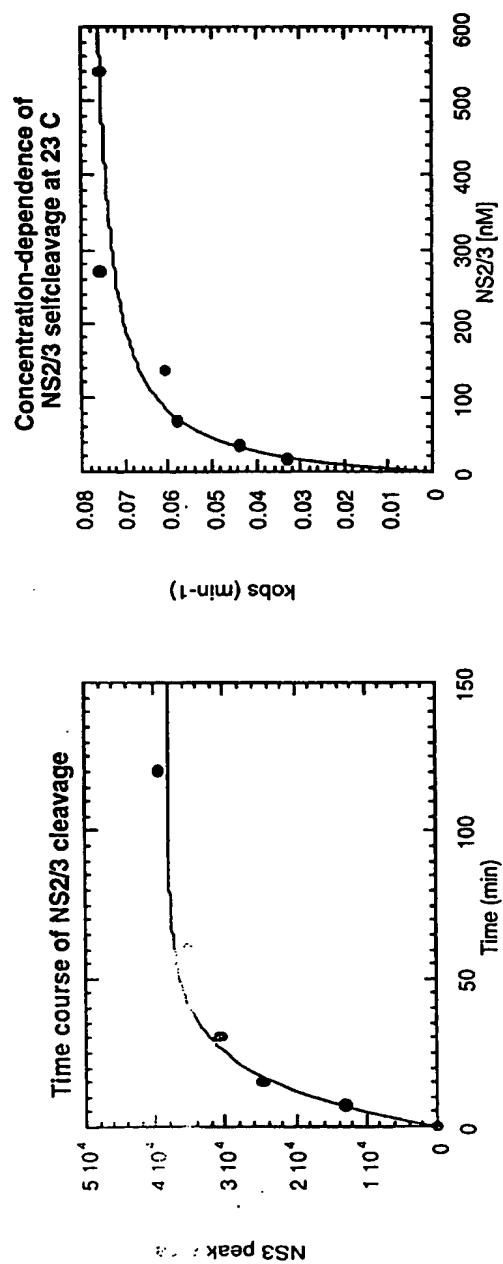 Time course of NS2/3 cleavage
NS3 peak
5 10⁴
4 10⁴
3 10⁴
2 10⁴
1 10⁴
0
0 50 100 150
Time (min)
Concentration-dependence of
NS2/3 selfcleavage at 23 C
kobs (min-1)
0.08
0.07
0.06
0.05
0.04
0.03
0.02
0.01
0
0 100 200 300 400 500 600
NS2/3 [nM]